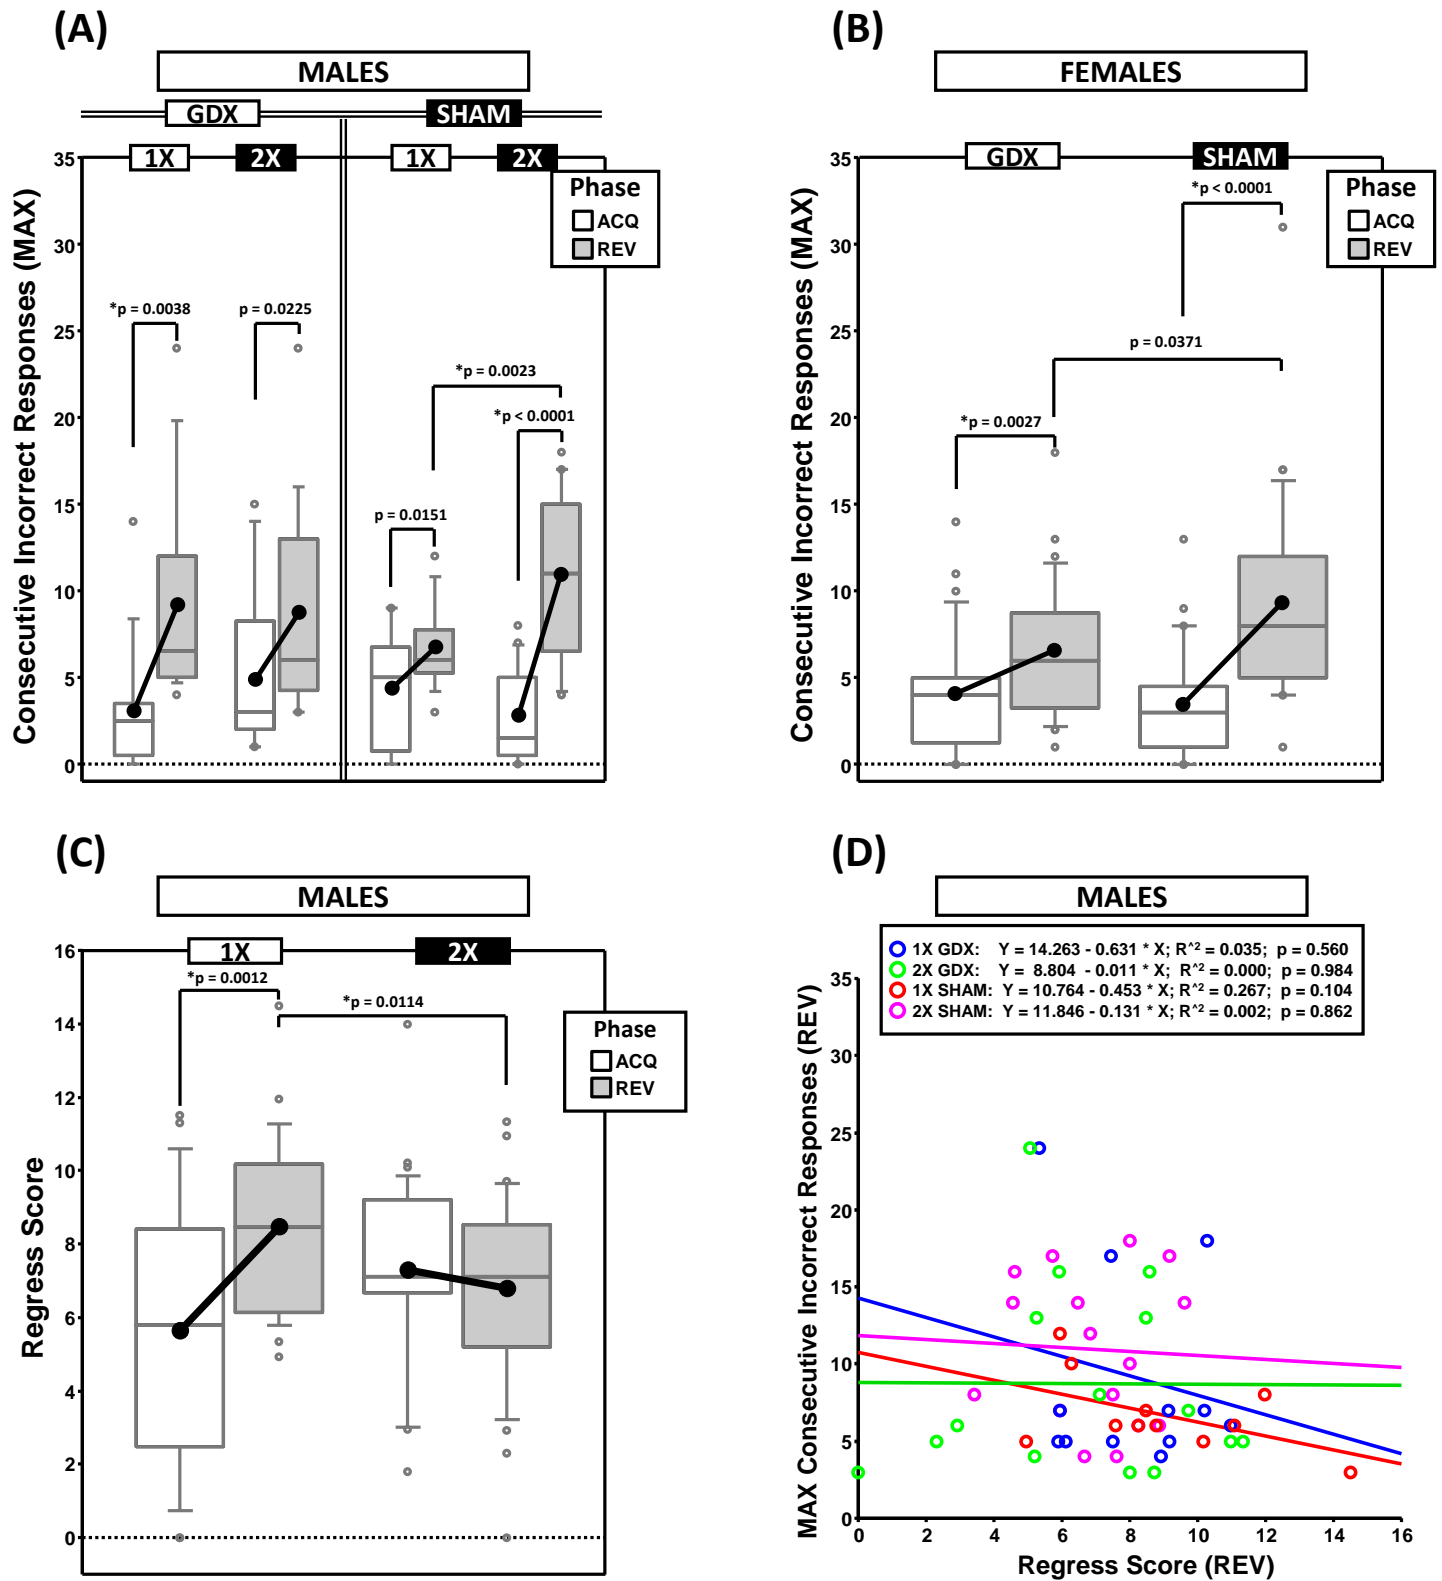 (A)
MALES
GDX
SHAM
1X
2X
1X
2X
Phase
ACQ
REV
Consecutive Incorrect Responses (MAX)
35
30
25
20
15
10
5
0
*p = 0.0038
p = 0.0225
*p = 0.0023
*p < 0.0001
p = 0.0151
(B)
FEMALES
GDX
SHAM
Phase
ACQ
REV
Consecutive Incorrect Responses (MAX)
35
30
25
20
15
10
5
0
*p < 0.0001
p = 0.0371
*p = 0.0027
(C)
MALES
1X
2X
Phase
ACQ
REV
Regress Score
16
14
12
10
8
6
4
2
0
*p = 0.0012
*p = 0.0114
(D)
MALES
1X GDX: Y = 14.263 - 0.631 * X; R^2 = 0.035; p = 0.560
2X GDX: Y = 8.804 - 0.011 * X; R^2 = 0.000; p = 0.984
1X SHAM: Y = 10.764 - 0.453 * X; R^2 = 0.267; p = 0.104
2X SHAM: Y = 11.846 - 0.131 * X; R^2 = 0.002; p = 0.862
MAX Consecutive Incorrect Responses (REV)
35
30
25
20
15
10
5
0
0 2 4 6 8 10 12 14 16
Regress Score (REV)